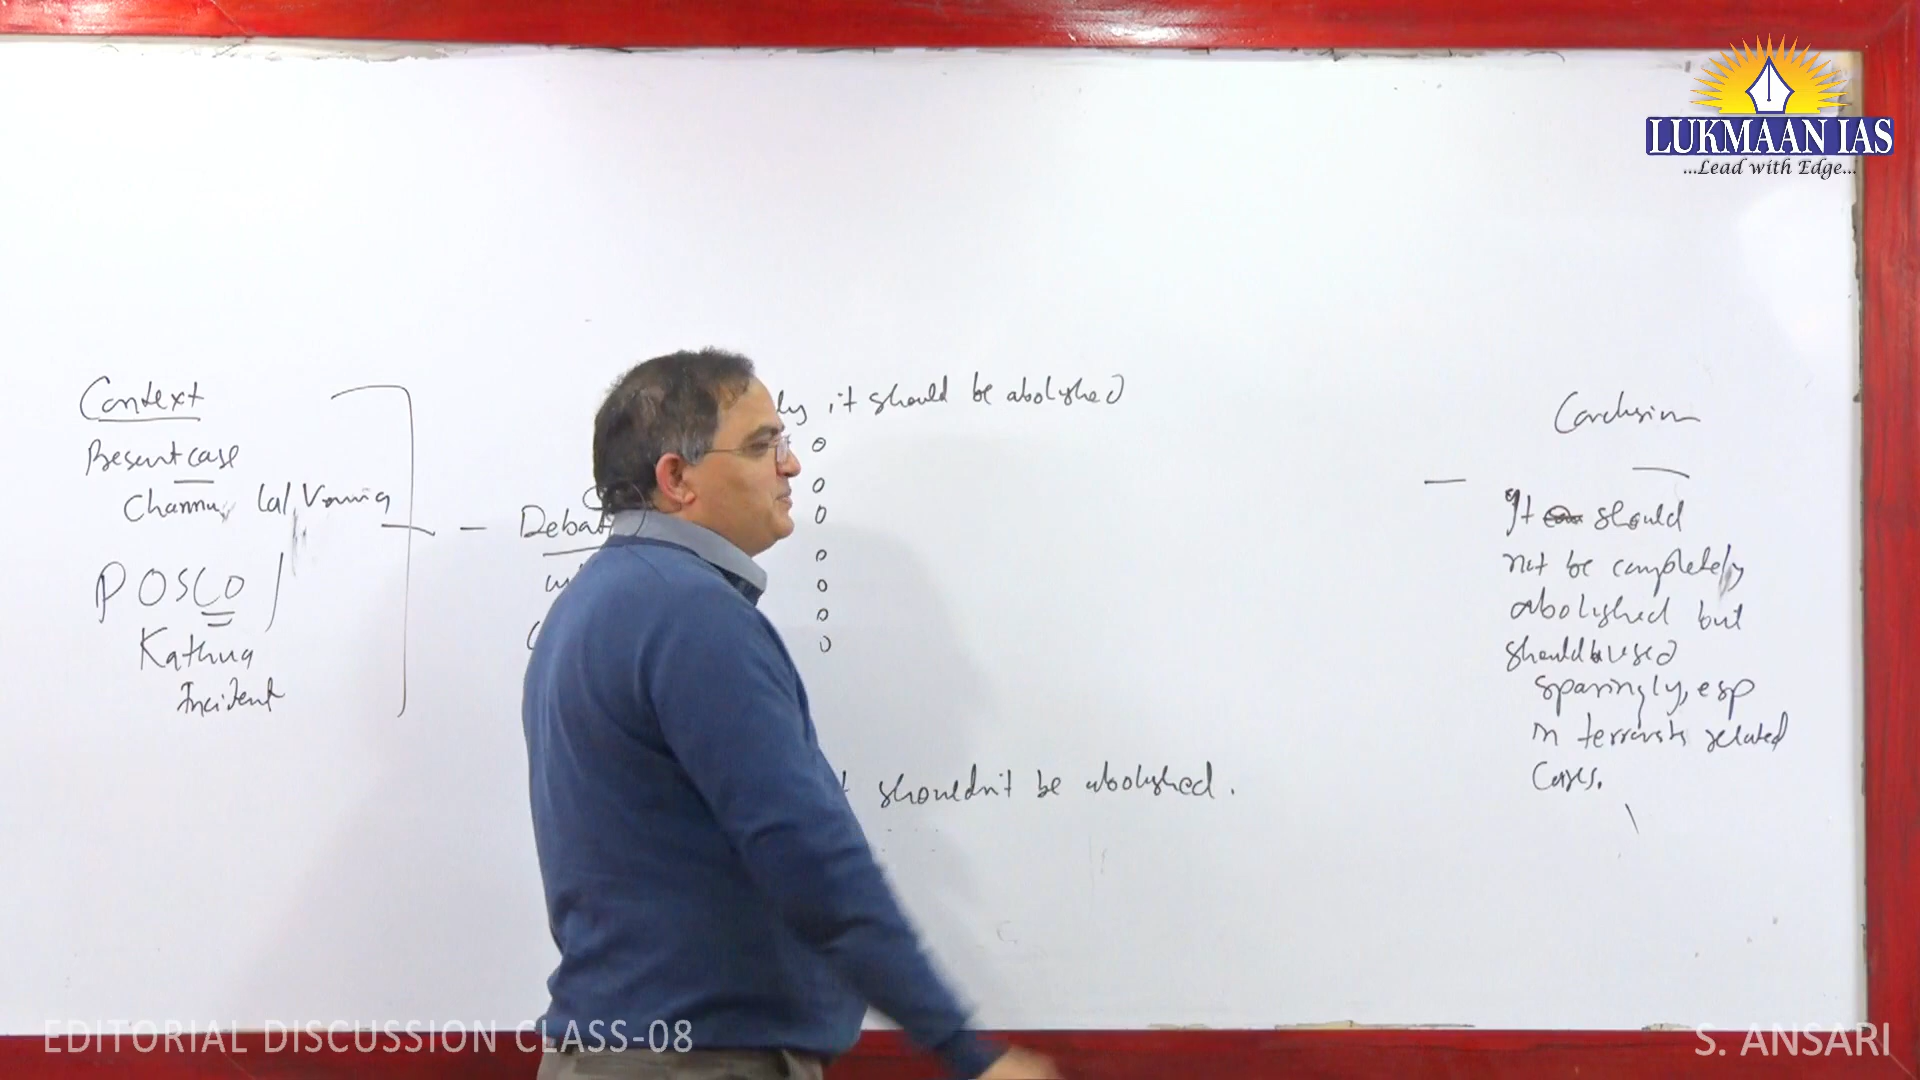 LUKMAAN IAS
...Lead with Edge...
Context
Present case
Channu Lal Verma
POSCO
Kathua
Incident
Debat
it should be abolished
shouldn't be abolished.
Conclusion
It should
not be completely
abolished but
should be used
sparingly, esp
in terrorists related
Cases.
EDITORIAL DISCUSSION CLASS-08
S. ANSARI